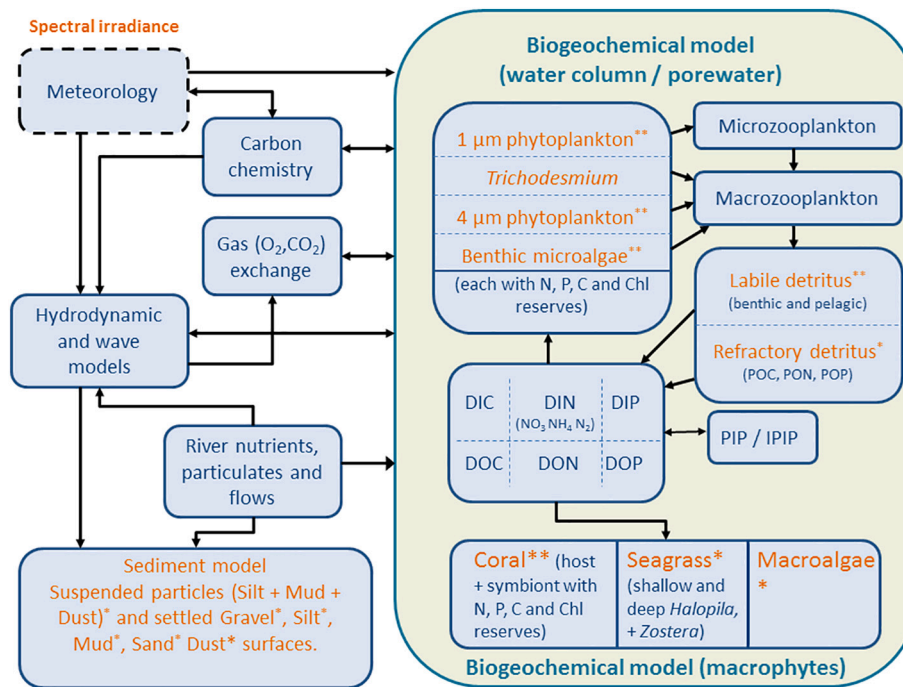 Spectral irradiance
Meteorology
Carbon
chemistry
Gas (O₂,CO₂)
exchange
Hydrodynamic
and wave
models
River nutrients,
particulates and
flows
Sediment model
Suspended particles (Silt + Mud +
Dust)* and settled Gravel*, Silt*,
Mud*, Sand* Dust* surfaces.
Biogeochemical model
(water column / porewater)
1 µm phytoplankton**
Trichodesmium
4 µm phytoplankton**
Benthic microalgae**
(each with N, P, C and Chl
reserves)
Microzooplankton
Macrozooplankton
Labile detritus**
(benthic and pelagic)
Refractory detritus*
(POC, PON, POP)
DIC DIN DIP
(NO₃ NH₄ N₂)
DOC DON DOP
PIP / IPIP
Coral** (host
+ symbiont with
N, P, C and Chl
reserves)
Seagrass*
(shallow and
deep Halopila,
+ Zostera)
Macroalgae
*
Biogeochemical model (macrophytes)